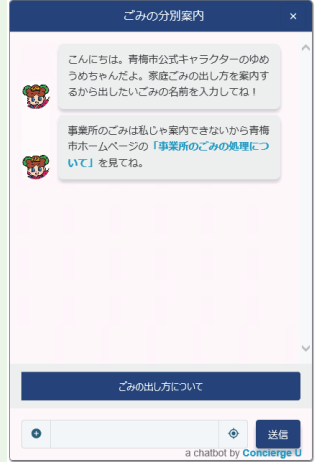 ごみの分別案内
×
こんにちは。青梅市公式キャラクターのゆめ
うめちゃんだよ。家庭ごみの出し方を案内す
るから出したいごみの名前を入力してね！
事業所のごみは私じゃ案内できないから青梅
市ホームページの「事業所のごみの処理につ
いて」を見てね。
ごみの出し方について
送信
a chatbot by Concierge U